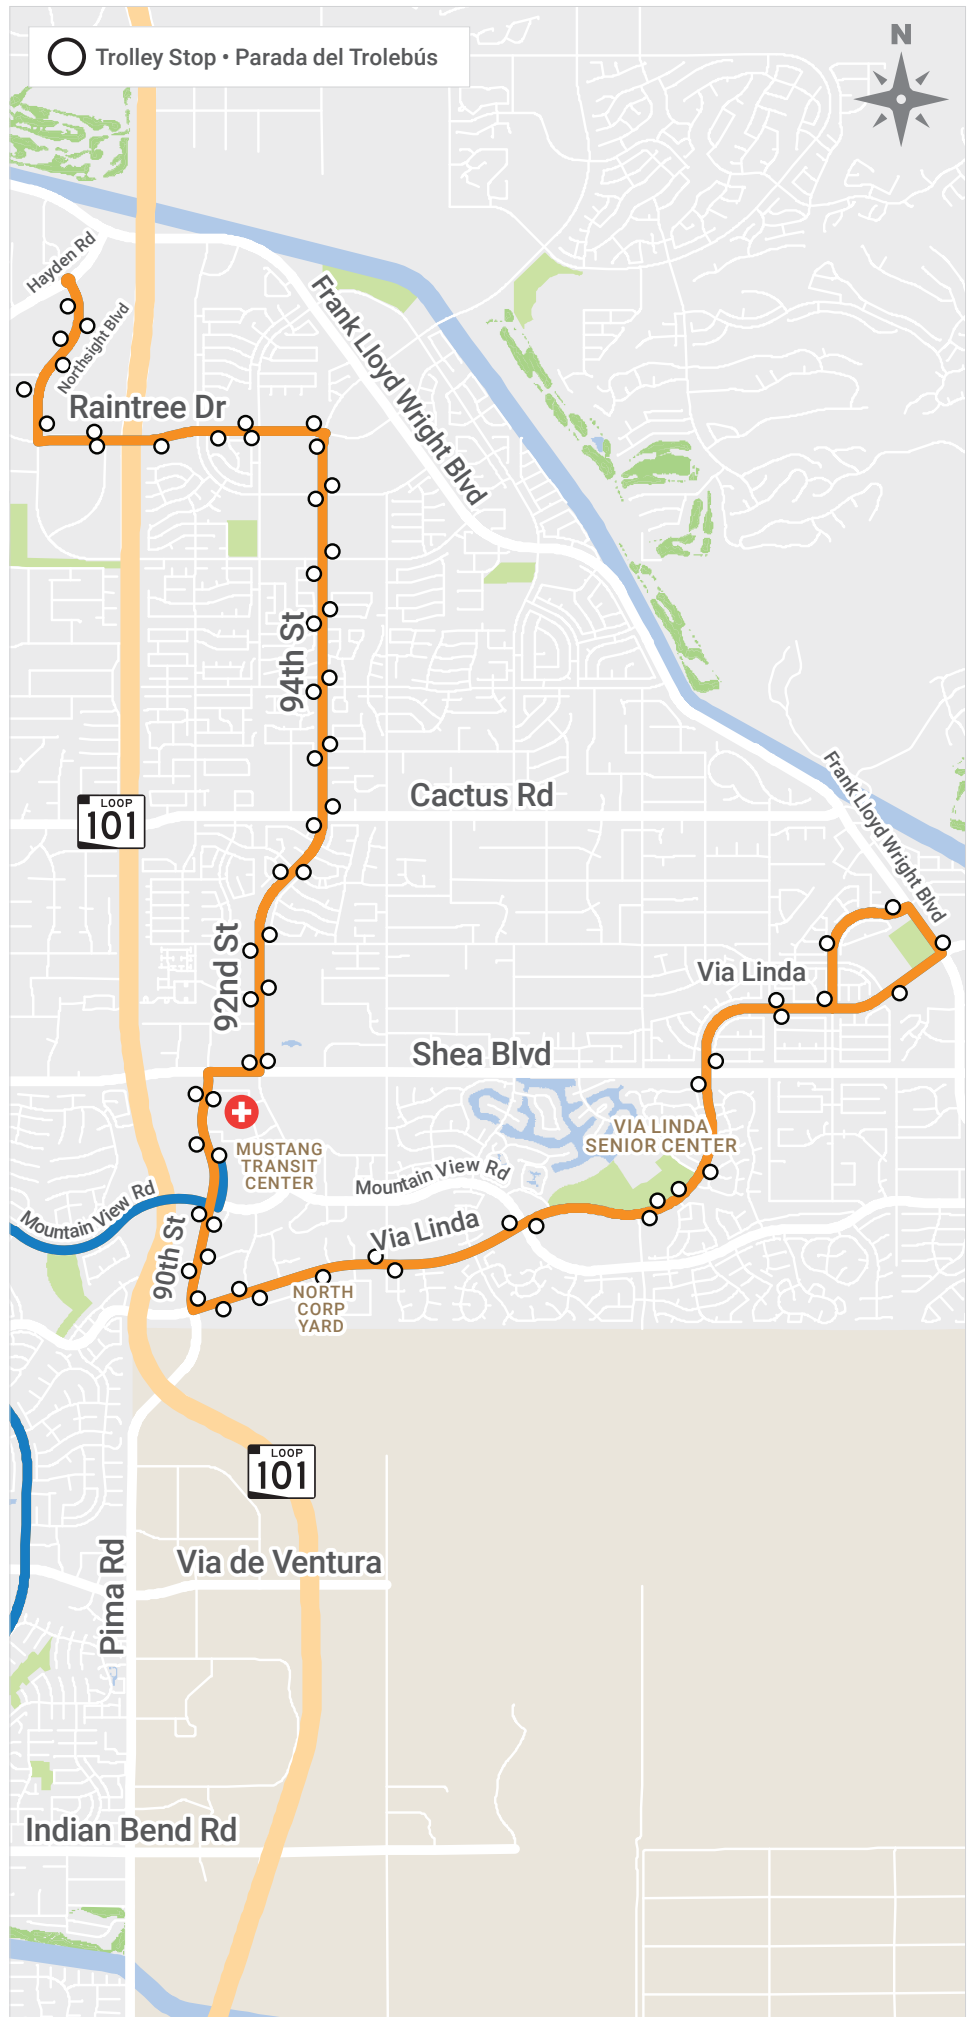 N
Trolley Stop • Parada del Trolebús
Hayden Rd
Northsight Blvd
Frank Lloyd Wright Blvd
Raintree Dr
94th St
Cactus Rd
LOOP
101
Frank Lloyd Wright Blvd
92nd St
Via Linda
Shea Blvd
VIA LINDA
SENIOR CENTER
MUSTANG
TRANSIT
CENTER
Mountain View Rd
Mountain View Rd
90th St
Via Linda
NORTH
CORP
YARD
LOOP
101
Pima Rd
Via de Ventura
Indian Bend Rd